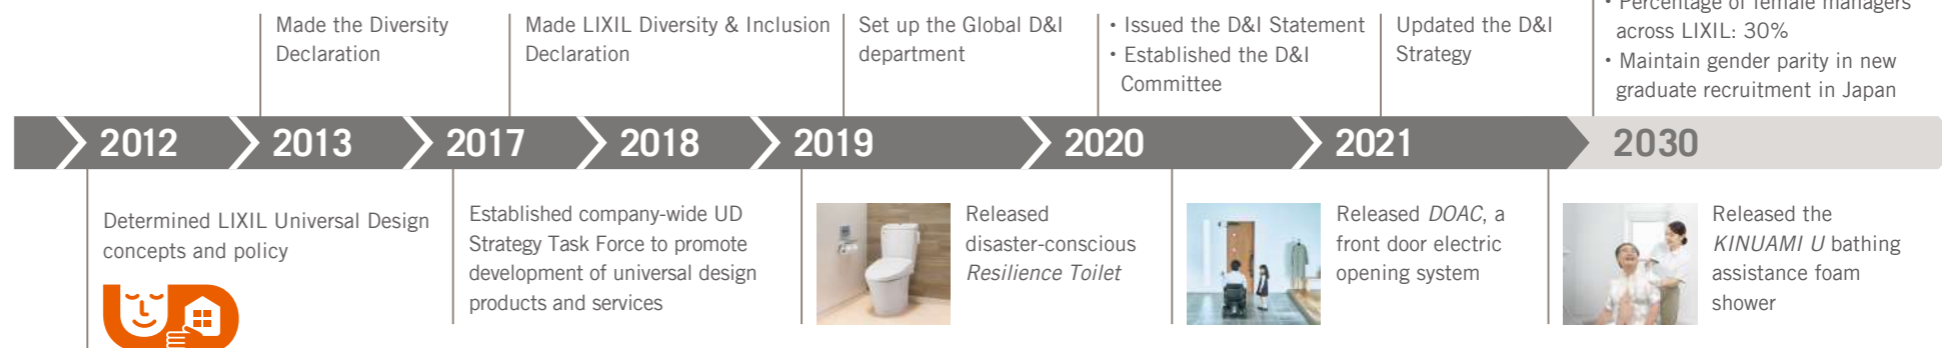 Made the Diversity
Declaration
Made LIXIL Diversity & Inclusion
Declaration
Set up the Global D&I
department
• Issued the D&I Statement
• Established the D&I
Committee
Updated the D&I
Strategy
• Percentage of female managers
across LIXIL: 30%
• Maintain gender parity in new
graduate recruitment in Japan
2012
2013
2017
2018
2019
2020
2021
2030
Determined LIXIL Universal Design
concepts and policy
Established company-wide UD
Strategy Task Force to promote
development of universal design
products and services
Released
disaster-conscious
Resilience Toilet
Released DOAC, a
front door electric
opening system
Released the
KINUAMI U bathing
assistance foam
shower